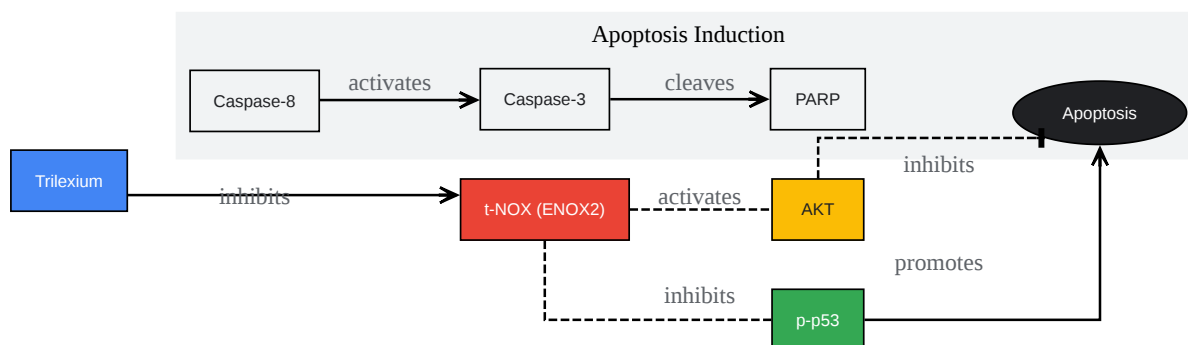 Apoptosis Induction
activates
cleaves
Caspase-8
Caspase-3
PARP
Apoptosis
inhibits
Trilexium
inhibits
t-NOX (ENOX2)
activates
AKT
promotes
inhibits
p-p53